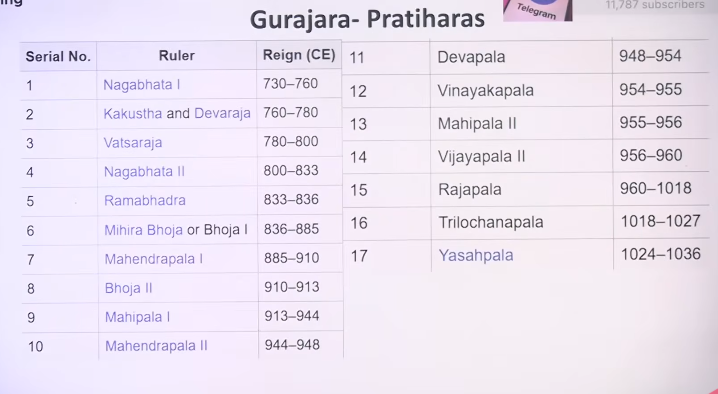 ing
Telegram
11,787 subscribers
Gurajara- Pratiharas
Serial No. Ruler Reign (CE)
1 Nagabhata I 730–760
2 Kakustha and Devaraja 760–780
3 Vatsaraja 780–800
4 Nagabhata II 800–833
5 Ramabhadra 833–836
6 Mihira Bhoja or Bhoja I 836–885
7 Mahendrapala I 885–910
8 Bhoja II 910–913
9 Mahipala I 913–944
10 Mahendrapala II 944–948
11 Devapala 948–954
12 Vinayakapala 954–955
13 Mahipala II 955–956
14 Vijayapala II 956–960
15 Rajapala 960–1018
16 Trilochanapala 1018–1027
17 Yasahpala 1024–1036